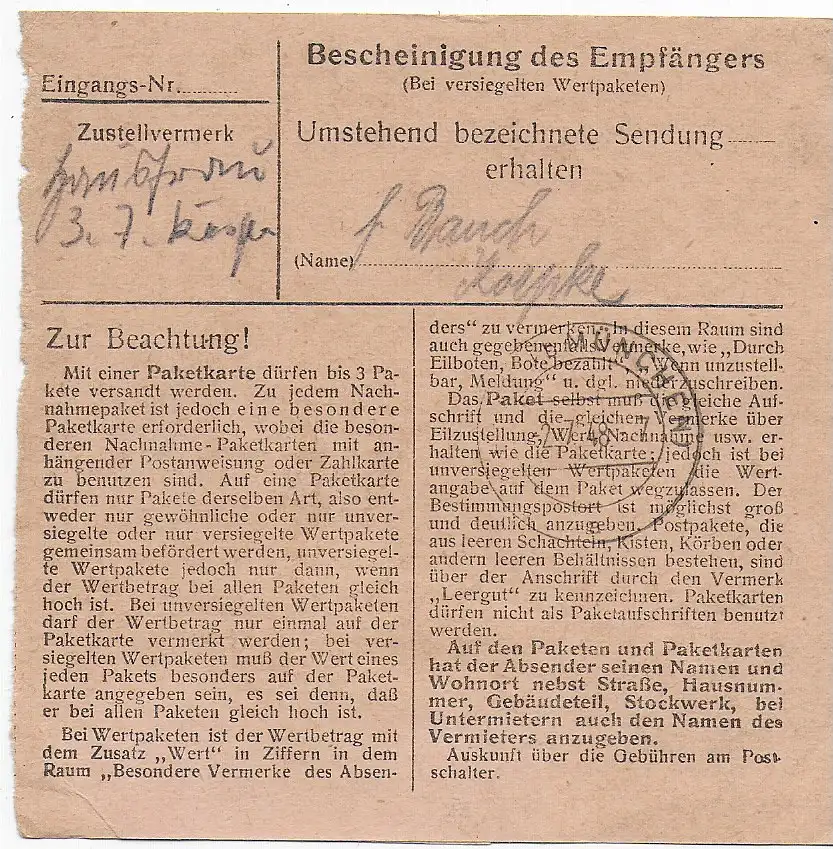 Eingangs-Nr.
Zustellvermerk
Hausfrau
3. 7.
Bescheinigung des Empfängers
(Bei versiegelten Wertpaketen)
Umstehend bezeichnete Sendung
erhalten
f Bauch
(Name)
Zur Beachtung!
Mit einer Paketkarte dürfen bis 3 Pa-
kete versandt werden. Zu jedem Nach-
nahmepaket ist jedoch eine besondere
Paketkarte erforderlich, wobei die beson-
deren Nachnahme-Paketkarten mit an-
hängender Postanweisung oder Zahlkarte
zu benutzen sind. Auf eine Paketkarte
dürfen nur Pakete derselben Art, also ent-
weder nur gewöhnliche oder nur unver-
siegelte oder nur versiegelte Wertpakete
gemeinsam befördert werden, unversiegel-
te Wertpakete jedoch nur dann, wenn
der Wertbetrag bei allen Paketen gleich
hoch ist. Bei unversiegelten Wertpaketen
darf der Wertbetrag nur einmal auf der
Paketkarte vermerkt werden; bei ver-
siegelten Wertpaketen muß der Wert eines
jeden Pakets besonders auf der Paket-
karte angegeben sein, es sei denn, daß
er bei allen Paketen gleich hoch ist.
Bei Wertpaketen ist der Wertbetrag mit
dem Zusatz „Wert" in Ziffern in dem
Raum „Besondere Vermerke des Absen-
ders" zu vermerken. In diesem Raum sind
auch gegebenenfalls Vermerke, wie „Durch
Eilboten, Bote bezahlt", „Wenn unzustell-
bar, Meldung" u. dgl. niederzuschreiben.
Das Paket selbst muß die gleiche Auf-
schrift und die gleichen Vermerke über
Eilzustellung, Wert, Nachnahme usw. er-
halten wie die Paketkarte; jedoch ist bei
unversiegelten Wertpaketen die Wert-
angabe auf dem Paket wegzulassen. Der
Bestimmungspostort ist möglichst groß
und deutlich anzugeben. Postpakete, die
aus leeren Schachteln, Kisten, Körben oder
andern leeren Behältnissen bestehen, sind
über der Anschrift durch den Vermerk
„Leergut" zu kennzeichnen. Paketkarten
dürfen nicht als Paketaufschriften benutzt
werden.
Auf den Paketen und Paketkarten
hat der Absender seinen Namen und
Wohnort nebst Straße, Hausnum-
mer, Gebäudeteil, Stockwerk, bei
Untermietern auch den Namen des
Vermieters anzugeben.
Auskunft über die Gebühren am Post-
schalter.
MÜNCHEN